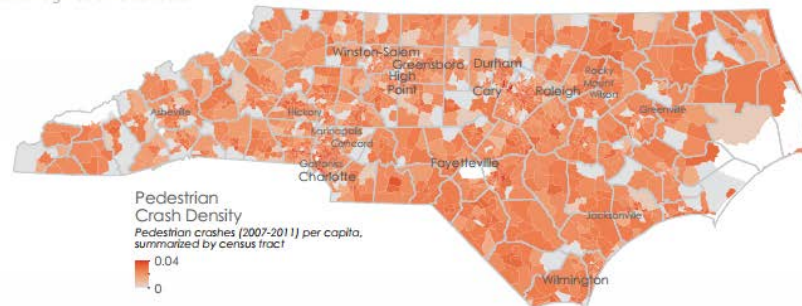 Winston-Salem
Greensboro
Durham
High
Point
Cary
Raleigh
Rocky
Mount
Wilson
Greenville
Asheville
Hickory
Kannapolis
Concord
Gastonia
Charlotte
Fayetteville
Jacksonville
Wilmington
Pedestrian
Crash Density
Pedestrian crashes (2007-2011) per capita,
summarized by census tract
0.04
0